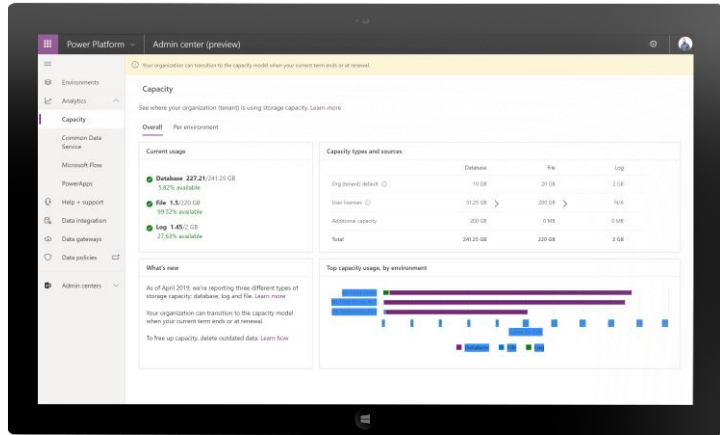 Power Platform
Admin center (preview)
Your organization can transition to the capacity model when your current term ends or at renewal.
Environments
Analytics
Capacity
Common Data
Service
Microsoft Flow
PowerApps
Help + support
Data integration
Data gateways
Data policies
Admin centers
Capacity
See where your organization (tenant) is using storage capacity. Learn more
Overall Per environment
Current usage
Database 227.21/241.25 GB
5.82% available
File 1.5/220 GB
99.32% available
Log 1.45/2 GB
27.63% available
Capacity types and sources
Database File Log
Org (tenant) default 10 GB 20 GB 2 GB
User licenses 31.25 GB 200 GB N/A
Additional capacity 200 GB 0 MB 0 MB
Total 241.25 GB 220 GB 2 GB
What's new
As of April 2019, we're reporting three different types of
storage capacity: database, log and file. Learn more
Your organization can transition to the capacity model
when your current term ends or at renewal.
To free up capacity, delete outdated data. Learn how
Top capacity usage, by environment
Database File Log